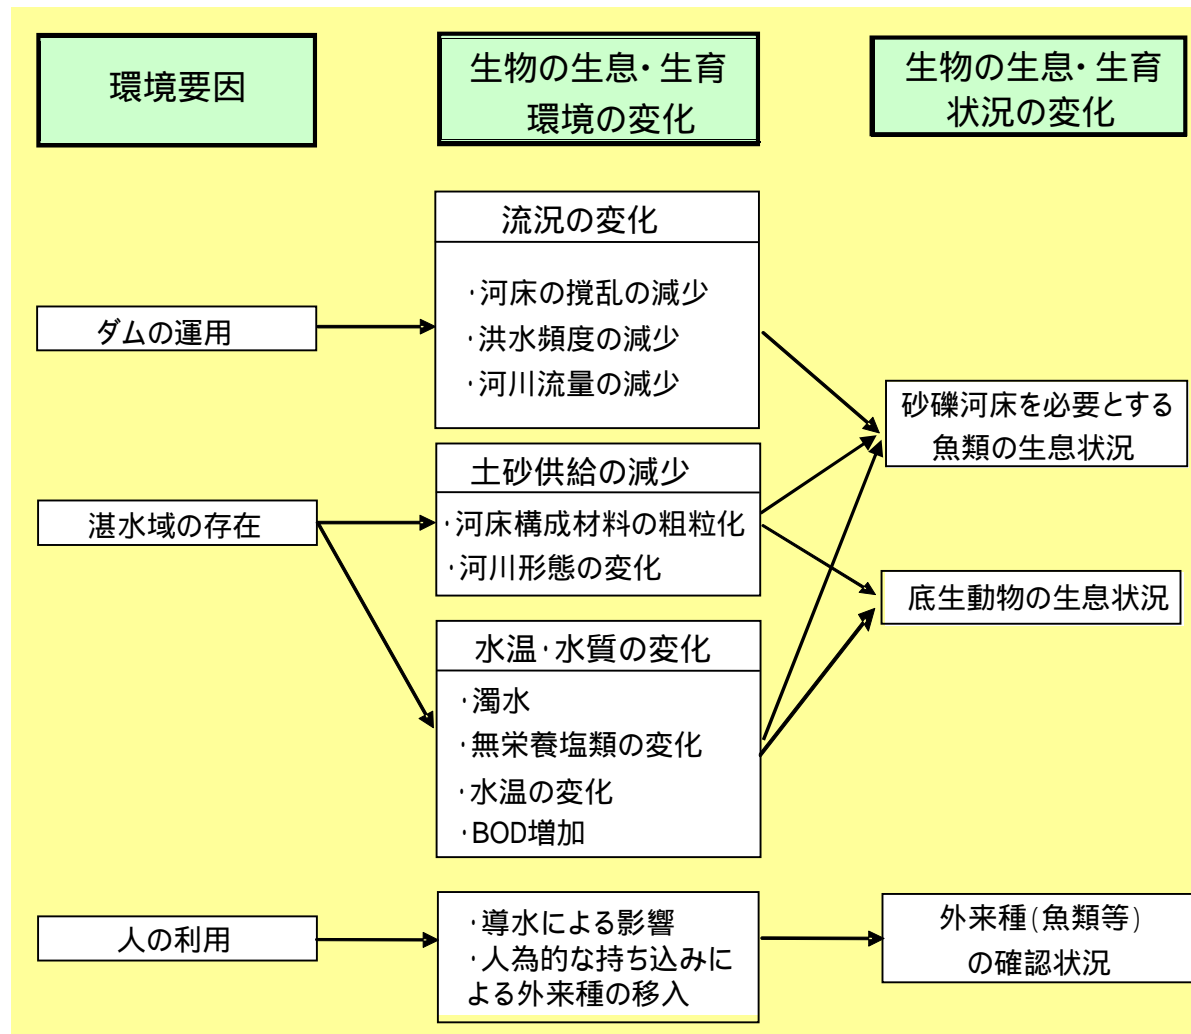 環境要因
生物の生息・生育
環境の変化
生物の生息・生育
状況の変化
流況の変化
・河床の撹乱の減少
・洪水頻度の減少
・河川流量の減少
ダムの運用
砂礫河床を必要とする
魚類の生息状況
土砂供給の減少
・河床構成材料の粗粒化
・河川形態の変化
湛水域の存在
底生動物の生息状況
水温・水質の変化
・濁水
・無栄養塩類の変化
・水温の変化
・BOD増加
人の利用
・導水による影響
・人為的な持ち込みに
よる外来種の移入
外来種(魚類等)
の確認状況